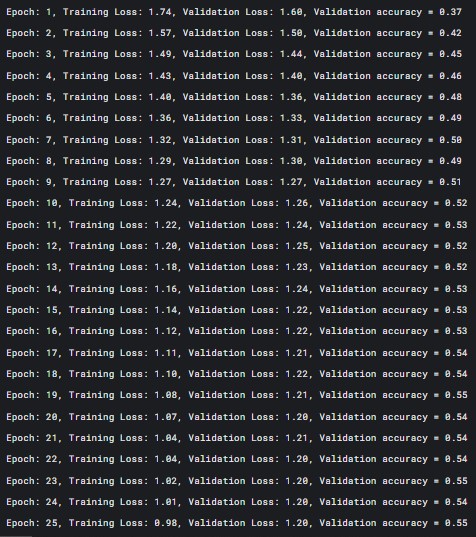 Epoch: 1, Training Loss: 1.74, Validation Loss: 1.60, Validation accuracy = 0.37
Epoch: 2, Training Loss: 1.57, Validation Loss: 1.50, Validation accuracy = 0.42
Epoch: 3, Training Loss: 1.49, Validation Loss: 1.44, Validation accuracy = 0.45
Epoch: 4, Training Loss: 1.43, Validation Loss: 1.40, Validation accuracy = 0.46
Epoch: 5, Training Loss: 1.40, Validation Loss: 1.36, Validation accuracy = 0.48
Epoch: 6, Training Loss: 1.36, Validation Loss: 1.33, Validation accuracy = 0.49
Epoch: 7, Training Loss: 1.32, Validation Loss: 1.31, Validation accuracy = 0.50
Epoch: 8, Training Loss: 1.29, Validation Loss: 1.30, Validation accuracy = 0.49
Epoch: 9, Training Loss: 1.27, Validation Loss: 1.27, Validation accuracy = 0.51
Epoch: 10, Training Loss: 1.24, Validation Loss: 1.26, Validation accuracy = 0.52
Epoch: 11, Training Loss: 1.22, Validation Loss: 1.24, Validation accuracy = 0.53
Epoch: 12, Training Loss: 1.20, Validation Loss: 1.25, Validation accuracy = 0.52
Epoch: 13, Training Loss: 1.18, Validation Loss: 1.23, Validation accuracy = 0.52
Epoch: 14, Training Loss: 1.16, Validation Loss: 1.24, Validation accuracy = 0.53
Epoch: 15, Training Loss: 1.14, Validation Loss: 1.22, Validation accuracy = 0.53
Epoch: 16, Training Loss: 1.12, Validation Loss: 1.22, Validation accuracy = 0.53
Epoch: 17, Training Loss: 1.11, Validation Loss: 1.21, Validation accuracy = 0.54
Epoch: 18, Training Loss: 1.10, Validation Loss: 1.22, Validation accuracy = 0.54
Epoch: 19, Training Loss: 1.08, Validation Loss: 1.21, Validation accuracy = 0.55
Epoch: 20, Training Loss: 1.07, Validation Loss: 1.20, Validation accuracy = 0.54
Epoch: 21, Training Loss: 1.04, Validation Loss: 1.21, Validation accuracy = 0.54
Epoch: 22, Training Loss: 1.04, Validation Loss: 1.20, Validation accuracy = 0.54
Epoch: 23, Training Loss: 1.02, Validation Loss: 1.20, Validation accuracy = 0.55
Epoch: 24, Training Loss: 1.01, Validation Loss: 1.20, Validation accuracy = 0.54
Epoch: 25, Training Loss: 0.98, Validation Loss: 1.20, Validation accuracy = 0.55